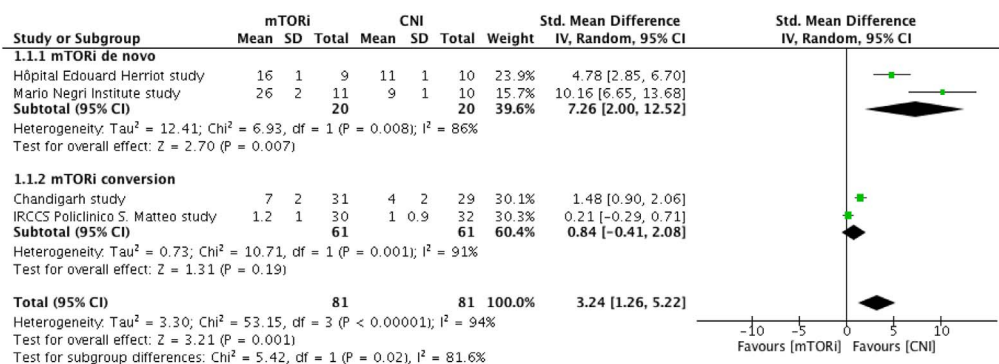 mTORi CNI Std. Mean Difference Std. Mean Difference
Study or Subgroup Mean SD Total Mean SD Total Weight IV, Random, 95% CI IV, Random, 95% CI
1.1.1 mTORi de novo
Hôpital Edouard Herriot study 16 1 9 11 1 10 23.9% 4.78 [2.85, 6.70]
Mario Negri Institute study 26 2 11 9 1 10 15.7% 10.16 [6.65, 13.68]
Subtotal (95% CI) 20 20 39.6% 7.26 [2.00, 12.52]
Heterogeneity: Tau² = 12.41; Chi² = 6.93, df = 1 (P = 0.008); I² = 86%
Test for overall effect: Z = 2.70 (P = 0.007)
1.1.2 mTORi conversion
Chandigarh study 7 2 31 4 2 29 30.1% 1.48 [0.90, 2.06]
IRCCS Policlinico S. Matteo study 1.2 1 30 1 0.9 32 30.3% 0.21 [-0.29, 0.71]
Subtotal (95% CI) 61 61 60.4% 0.84 [-0.41, 2.08]
Heterogeneity: Tau² = 0.73; Chi² = 10.71, df = 1 (P = 0.001); I² = 91%
Test for overall effect: Z = 1.31 (P = 0.19)
Total (95% CI) 81 81 100.0% 3.24 [1.26, 5.22]
Heterogeneity: Tau² = 3.30; Chi² = 53.15, df = 3 (P < 0.00001); I² = 94%
Test for overall effect: Z = 3.21 (P = 0.001)
Test for subgroup differences: Chi² = 5.42, df = 1 (P = 0.02), I² = 81.6%
-10 -5 0 5 10
Favours [mTORi] Favours [CNI]